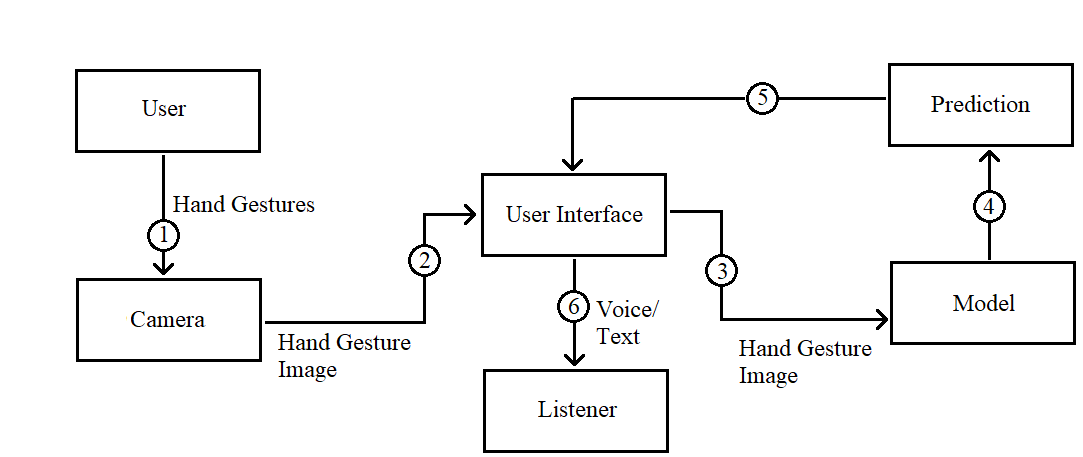 User
Hand Gestures
1
Camera
Hand Gesture
Image
2
User Interface
3
Hand Gesture
Image
Model
4
Prediction
5
6
Voice/
Text
Listener